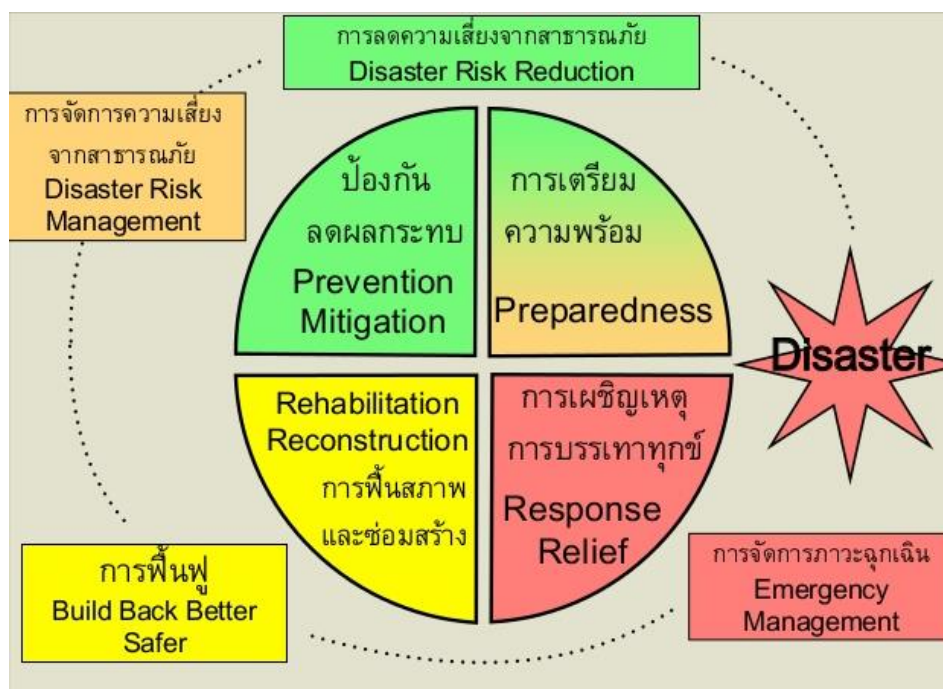 การลดความเสี่ยงจากสาธารณภัย
Disaster Risk Reduction
การจัดการความเสี่ยง
จากสาธารณภัย
Disaster Risk
Management
ป้องกัน
ลดผลกระทบ
Prevention
Mitigation
การเตรียม
ความพร้อม
Preparedness
Disaster
Rehabilitation
Reconstruction
การฟื้นสภาพ
และซ่อมสร้าง
การเผชิญเหตุ
การบรรเทาทุกข์
Response
Relief
การฟื้นฟู
Build Back Better
Safer
การจัดการภาวะฉุกเฉิน
Emergency
Management